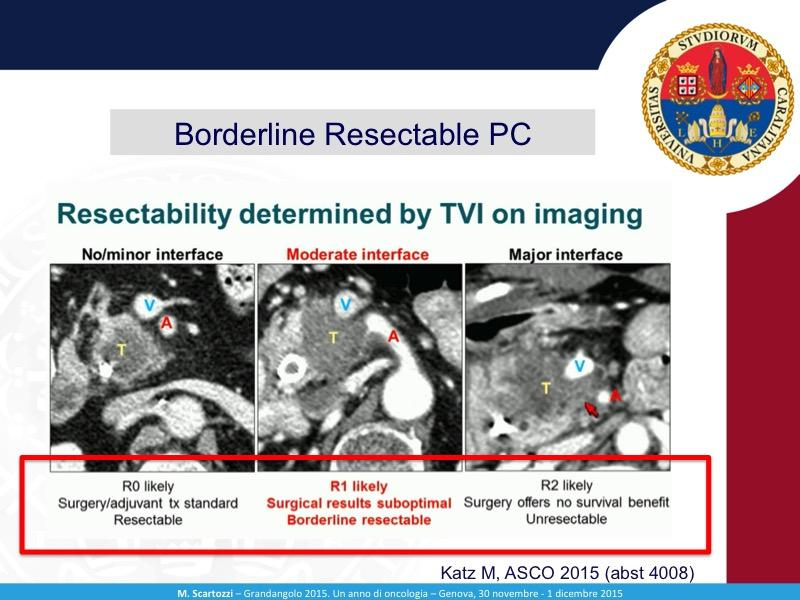 STVDIORVM
VNIVERSITAS
CARALITANA
L H E
Borderline Resectable PC
Resectability determined by TVI on imaging
No/minor interface Moderate interface Major interface
V
A
T
V
T
A
V
T
A
R0 likely
Surgery/adjuvant tx standard
Resectable
R1 likely
Surgical results suboptimal
Borderline resectable
R2 likely
Surgery offers no survival benefit
Unresectable
Katz M, ASCO 2015 (abst 4008)
M. Scartozzi – Grandangolo 2015. Un anno di oncologia – Genova, 30 novembre - 1 dicembre 2015